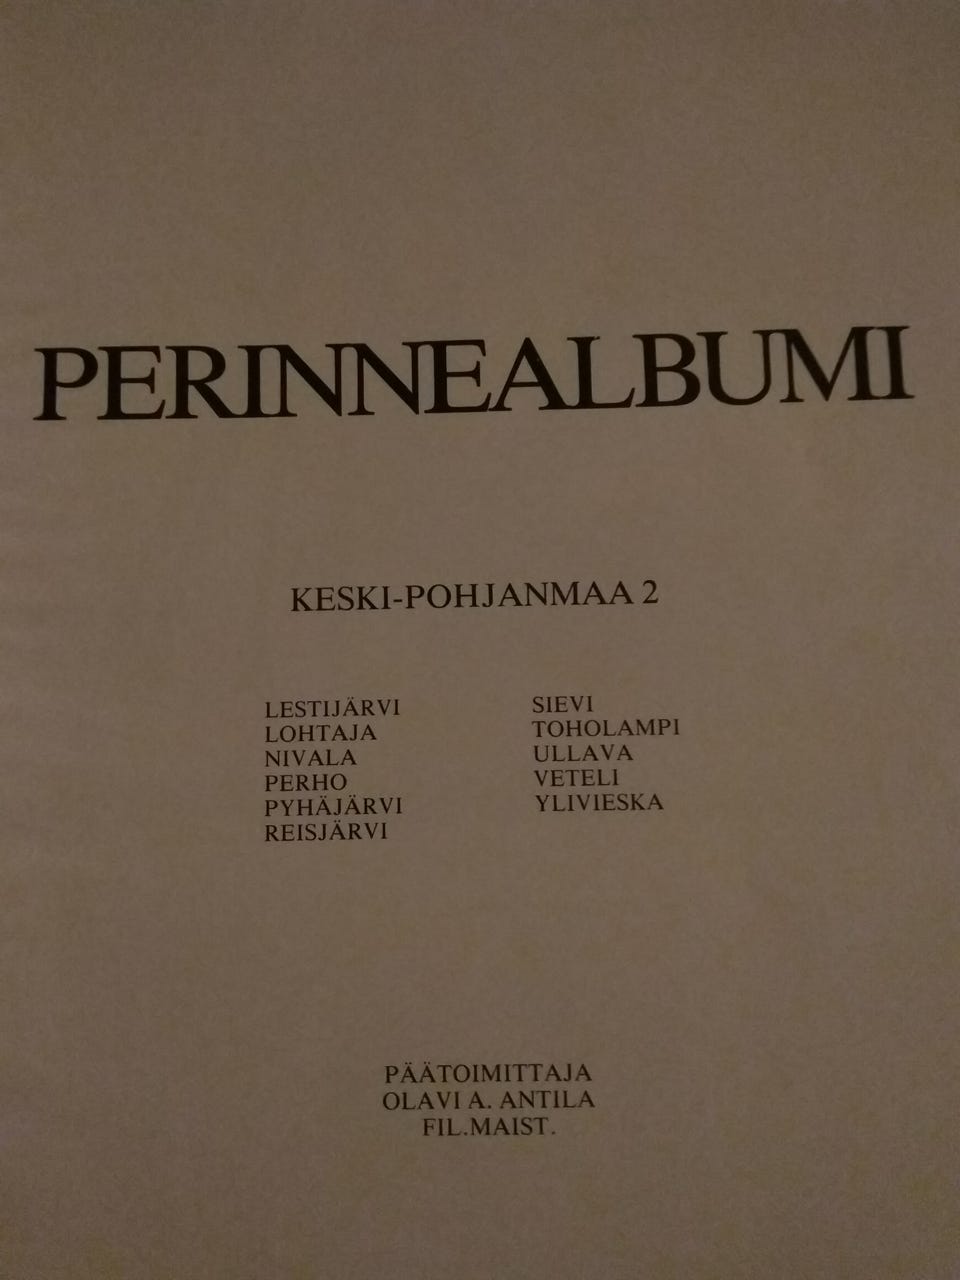 PERINNEALBUMI
KESKI-POHJANMAA 2
LESTIJÄRVI
LOHTAJA
NIVALA
PERHO
PYHÄJÄRVI
REISJÄRVI
SIEVI
TOHOLAMPI
ULLAVA
VETELI
YLIVIESKA
PÄÄTOIMITTAJA
OLAVI A. ANTILA
FIL.MAIST.